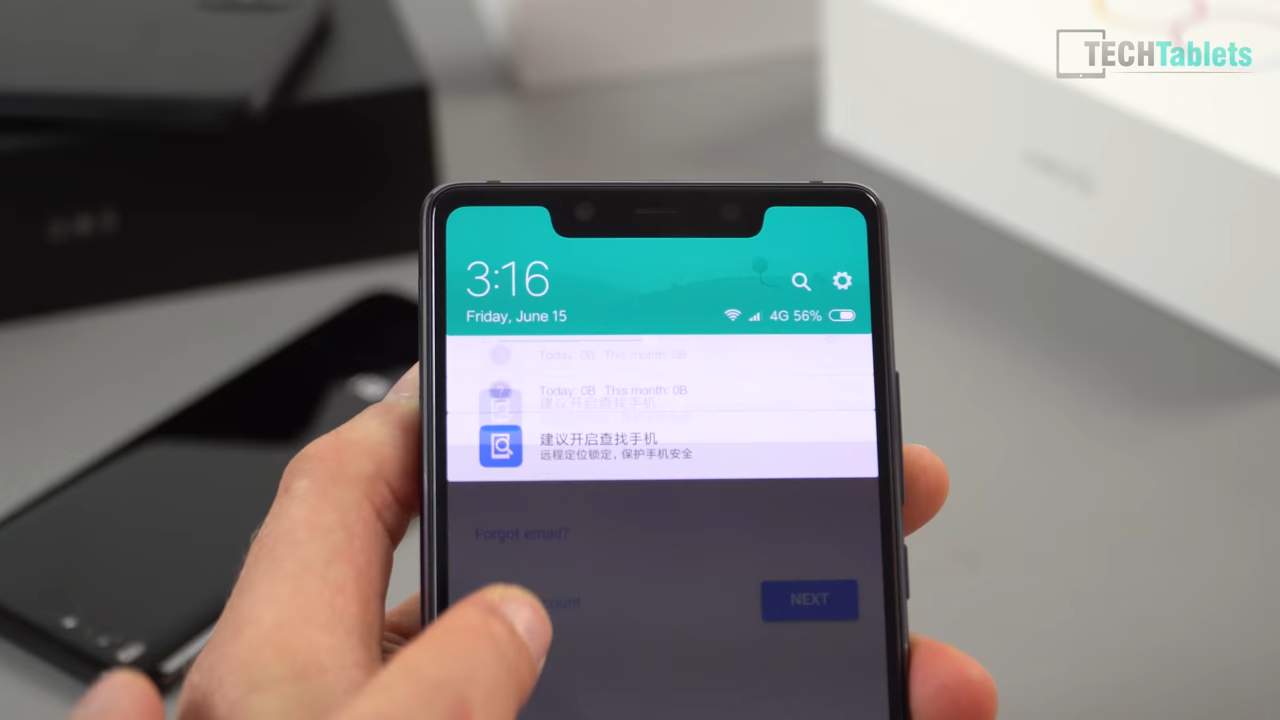 TECHTablets
3:16
Friday, June 15
4G 56%
Today: 0B This month: 0B
Today: 0B This month: 0B
建议开启查找手机
建议开启查找手机
远程定位锁定, 保护手机安全
Forgot email?
count
NEXT